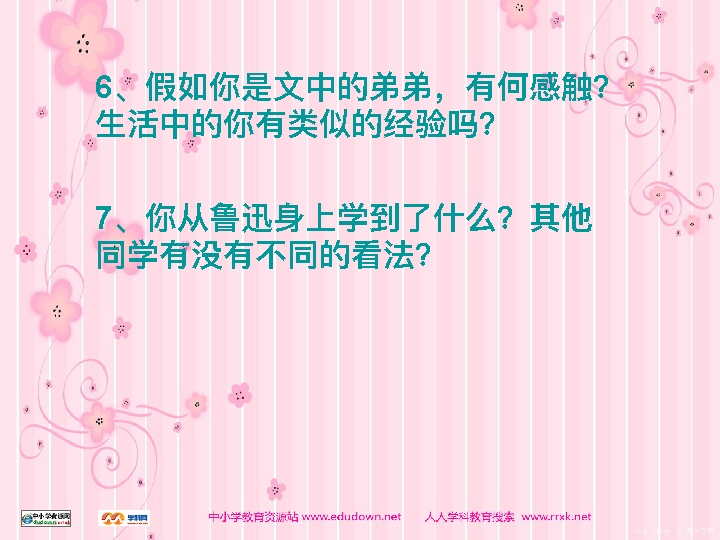 6、假如你是文中的弟弟，有何感触？
生活中的你有类似的经验吗？
7、你从鲁迅身上学到了什么？其他
同学有没有不同的看法？
中小学教育资源站 www.edudown.net 人人学科教育搜索 www.rrxk.net